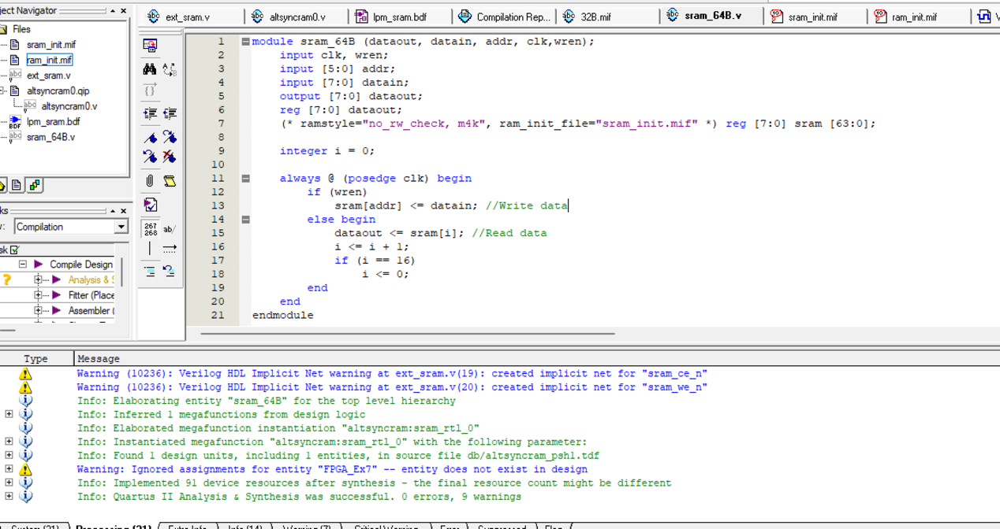 ject Navigator
Files
sram_init.mif
ram_init.mif
abc ext_sram.v
altsyncram0.qip
abc altsyncram0.v
BDF lpm_sram.bdf
abc sram_64B.v
ks
v: Compilation
sk
Compile Design
? Analysis & S
Fitter (Place
Assembler (
abc ext_sram.v
abc altsyncram0.v
lpm_sram.bdf
Compilation Rep...
abc 32B.mif
abc sram_64B.v
sram_init.mif
ram_init.mif
267
268 ab/
1 module sram_64B (dataout, datain, addr, clk,wren);
2 input clk, wren;
3 input [5:0] addr;
4 input [7:0] datain;
5 output [7:0] dataout;
6 reg [7:0] dataout;
7 (* ramstyle="no_rw_check, m4k", ram_init_file="sram_init.mif" *) reg [7:0] sram [63:0];
8
9 integer i = 0;
10
11 always @ (posedge clk) begin
12 if (wren)
13 sram[addr] <= datain; //Write data
14 else begin
15 dataout <= sram[i]; //Read data
16 i <= i + 1;
17 if (i == 16)
18 i <= 0;
19 end
20 end
21 endmodule
Type Message
Warning (10236): Verilog HDL Implicit Net warning at ext_sram.v(19): created implicit net for "sram_ce_n"
Warning (10236): Verilog HDL Implicit Net warning at ext_sram.v(20): created implicit net for "sram_we_n"
Info: Elaborating entity "sram_64B" for the top level hierarchy
Info: Inferred 1 megafunctions from design logic
Info: Elaborated megafunction instantiation "altsyncram:sram_rtl_0"
Info: Instantiated megafunction "altsyncram:sram_rtl_0" with the following parameter:
Info: Found 1 design units, including 1 entities, in source file db/altsyncram_psh1.tdf
Warning: Ignored assignments for entity "FPGA_Ex7" -- entity does not exist in design
Info: Implemented 91 device resources after synthesis - the final resource count might be different
Info: Quartus II Analysis & Synthesis was successful. 0 errors, 9 warnings